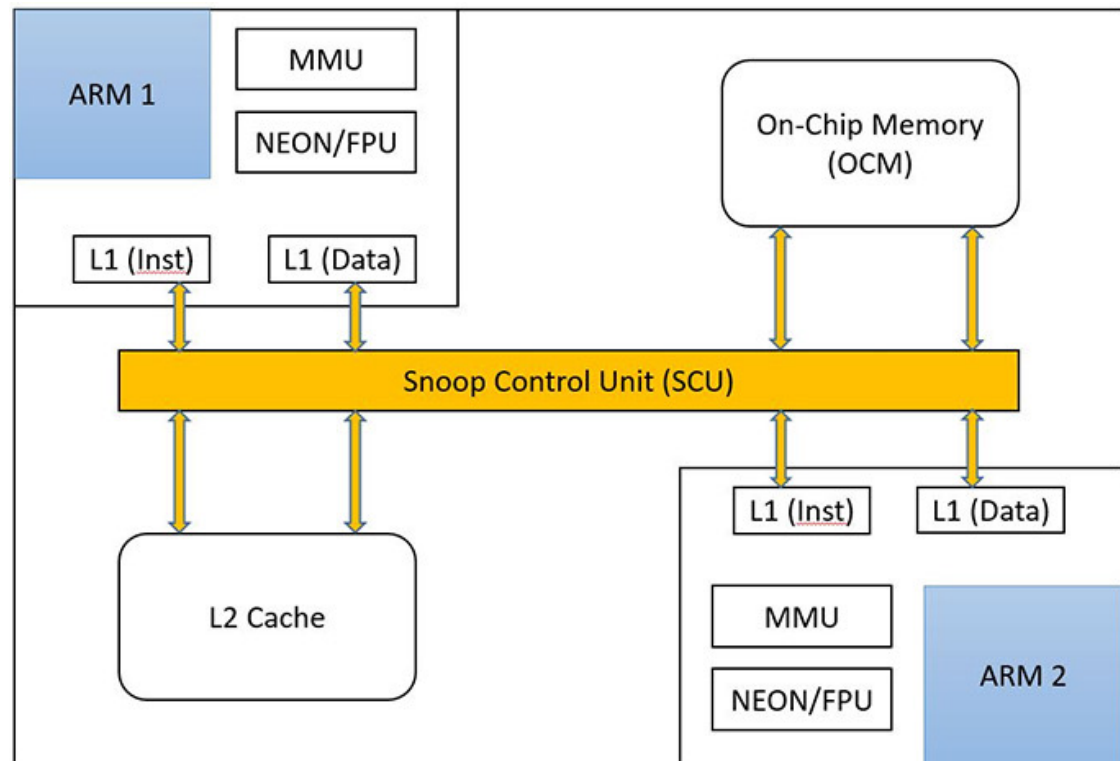 ARM 1
MMU
NEON/FPU
L1 (Inst)
L1 (Data)
On-Chip Memory
(OCM)
Snoop Control Unit (SCU)
L2 Cache
L1 (Inst)
L1 (Data)
MMU
NEON/FPU
ARM 2